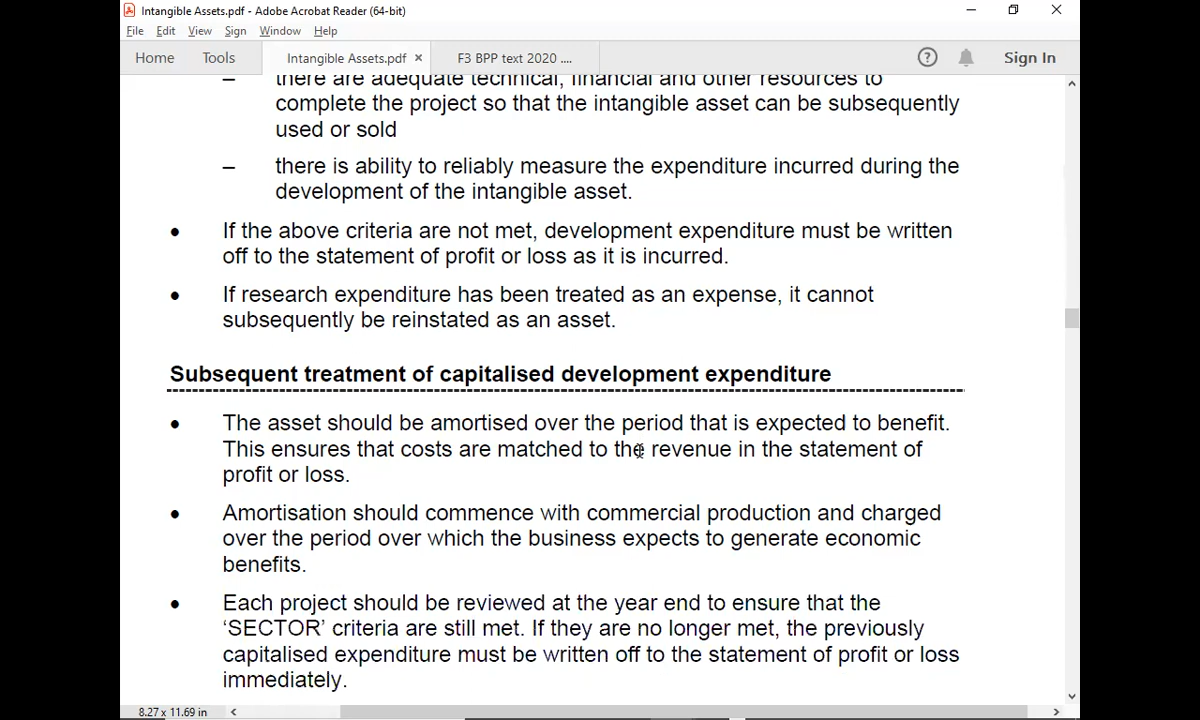 Intangible Assets.pdf - Adobe Acrobat Reader (64-bit)
File Edit View Sign Window Help
Home Tools Intangible Assets.pdf × F3 BPP text 2020 .... Sign In
– there are adequate technical, financial and other resources to
complete the project so that the intangible asset can be subsequently
used or sold
– there is ability to reliably measure the expenditure incurred during the
development of the intangible asset.
• If the above criteria are not met, development expenditure must be written
off to the statement of profit or loss as it is incurred.
• If research expenditure has been treated as an expense, it cannot
subsequently be reinstated as an asset.
Subsequent treatment of capitalised development expenditure
• The asset should be amortised over the period that is expected to benefit.
This ensures that costs are matched to the revenue in the statement of
profit or loss.
• Amortisation should commence with commercial production and charged
over the period over which the business expects to generate economic
benefits.
• Each project should be reviewed at the year end to ensure that the
‘SECTOR’ criteria are still met. If they are no longer met, the previously
capitalised expenditure must be written off to the statement of profit or loss
immediately.
8.27 x 11.69 in